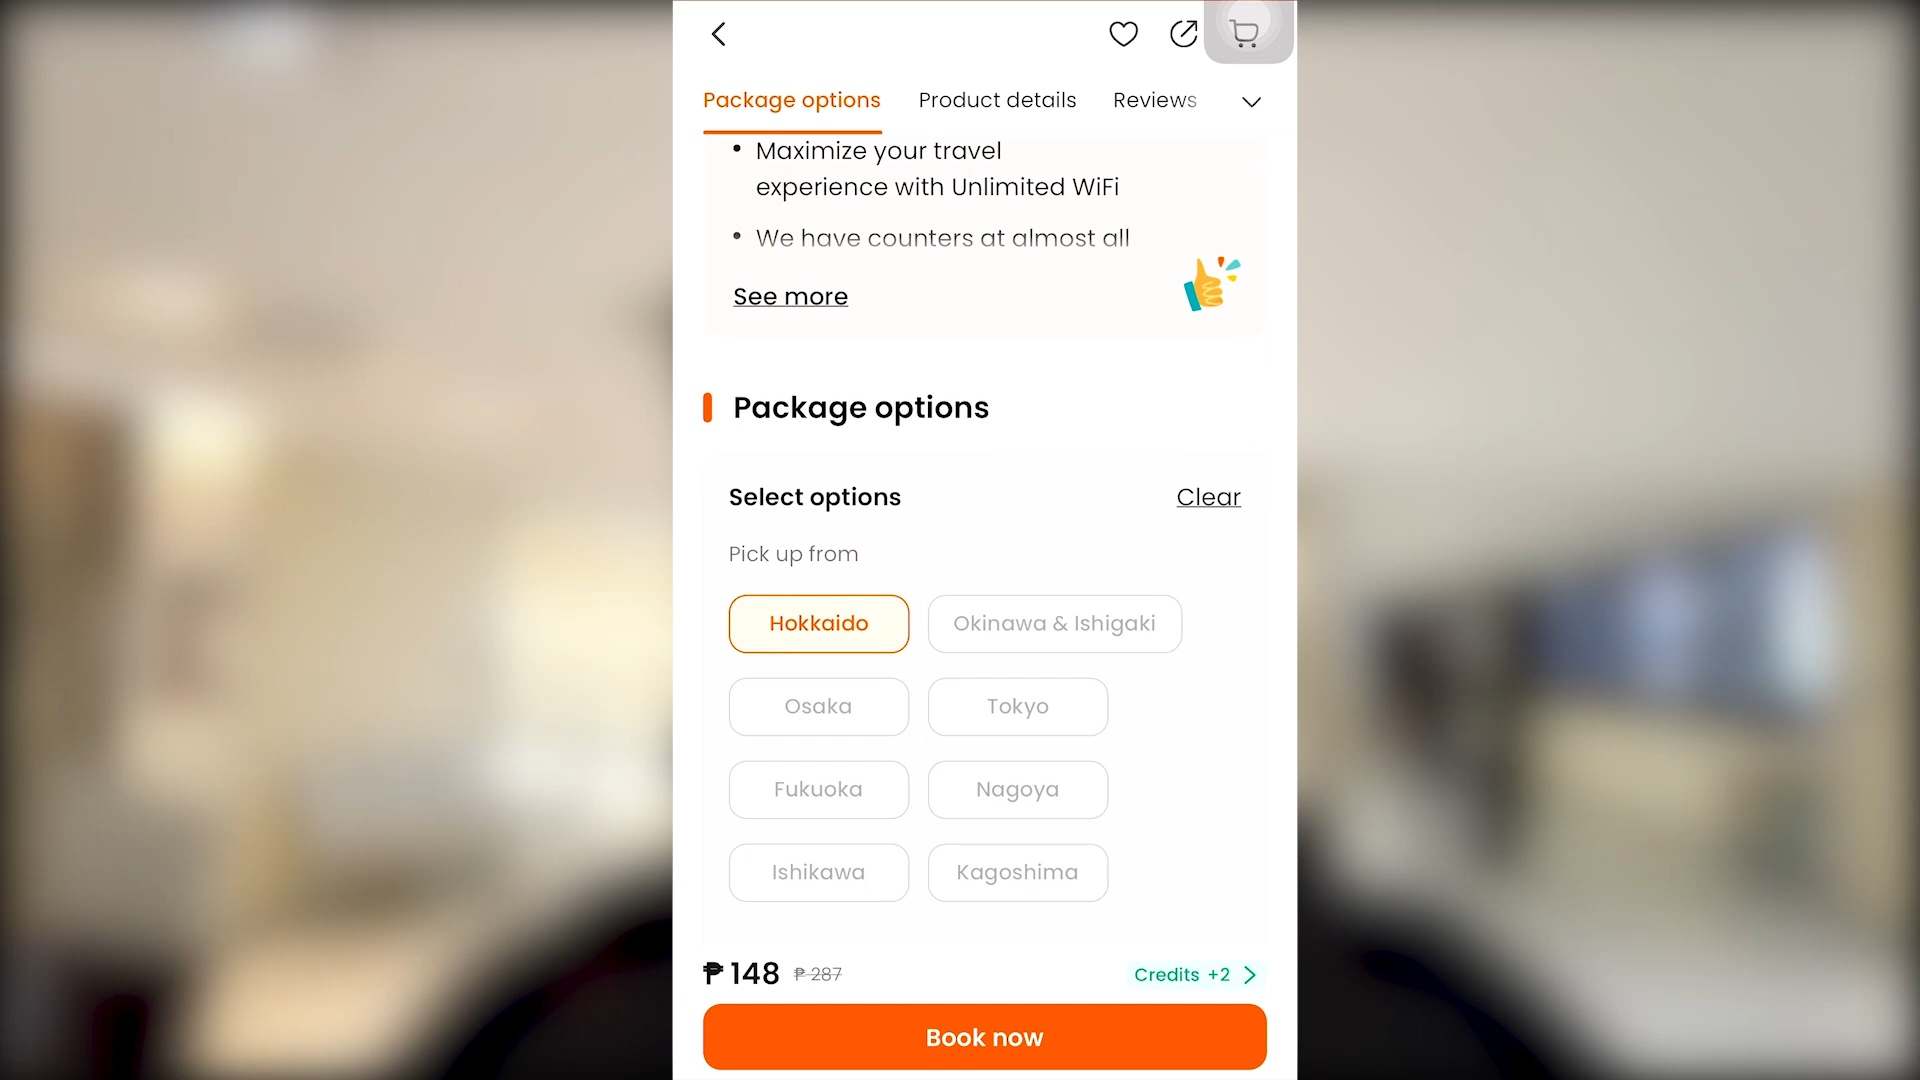 Package options Product details Reviews
• Maximize your travel
experience with Unlimited WiFi
• We have counters at almost all
See more
Package options
Select options Clear
Pick up from
Hokkaido Okinawa & Ishigaki
Osaka Tokyo
Fukuoka Nagoya
Ishikawa Kagoshima
₱ 148 ₱ 287 Credits +2
Book now